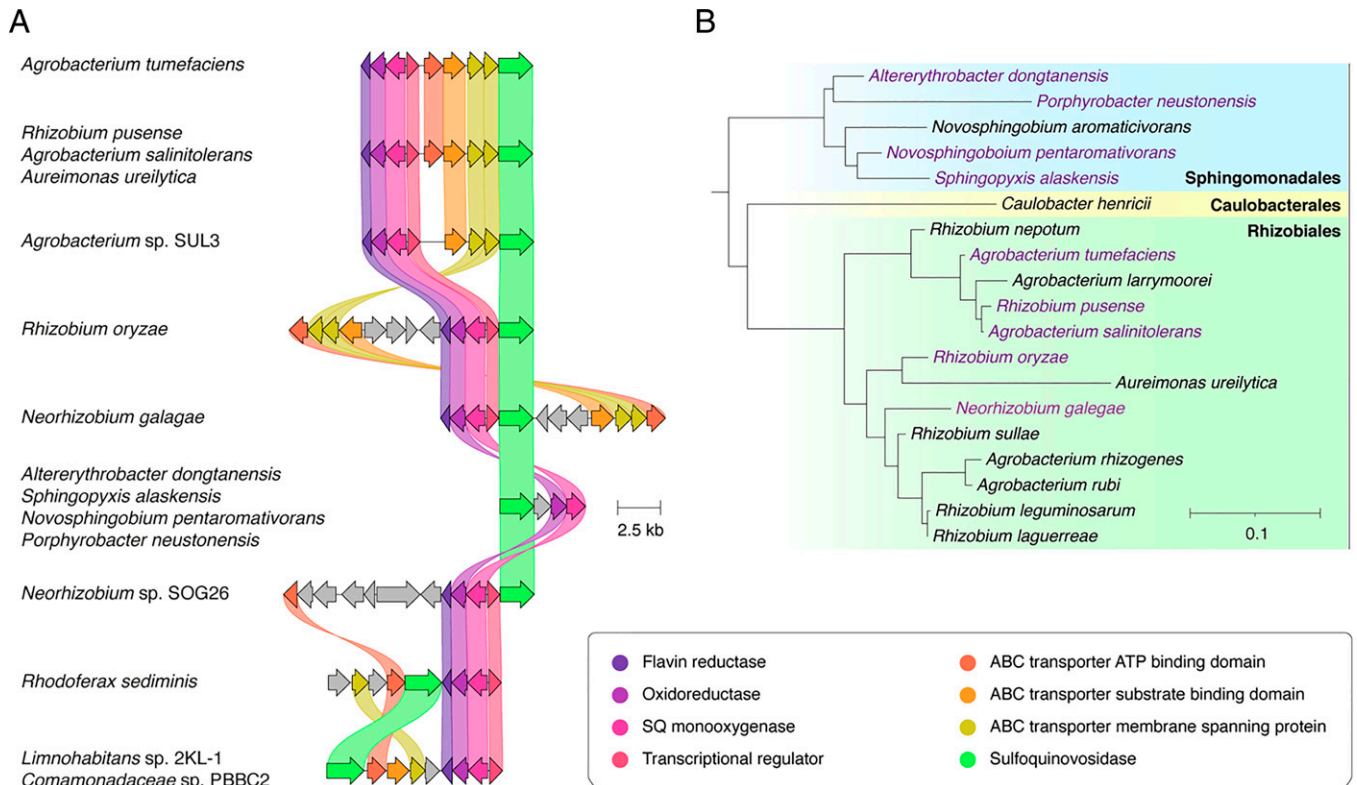 A
Agrobacterium tumefaciens
Rhizobium pusense
Agrobacterium salinitolerans
Aureimonas ureilytica
Agrobacterium sp. SUL3
Rhizobium oryzae
Neorhizobium galagae
Altererythrobacter dongtanensis
Sphingopyxis alaskensis
Novosphingobium pentaromativorans
Porphyrobacter neustonensis
2.5 kb
Neorhizobium sp. SOG26
Rhodoferax sediminis
Limnohabitans sp. 2KL-1
Comamonadaceae sp. PBBC2
B
Altererythrobacter dongtanensis
Porphyrobacter neustonensis
Novosphingobium aromaticivorans
Novosphingoboium pentaromativorans
Sphingopyxis alaskensis
Sphingomonadales
Caulobacter henricii
Caulobacterales
Rhizobium nepotum
Rhizobiales
Agrobacterium tumefaciens
Agrobacterium larrymoorei
Rhizobium pusense
Agrobacterium salinitolerans
Rhizobium oryzae
Aureimonas ureilytica
Neorhizobium galegae
Rhizobium sullae
Agrobacterium rhizogenes
Agrobacterium rubi
Rhizobium leguminosarum
Rhizobium laguerreae
0.1
Flavin reductase
Oxidoreductase
SQ monooxygenase
Transcriptional regulator
ABC transporter ATP binding domain
ABC transporter substrate binding domain
ABC transporter membrane spanning protein
Sulfoquinovosidase